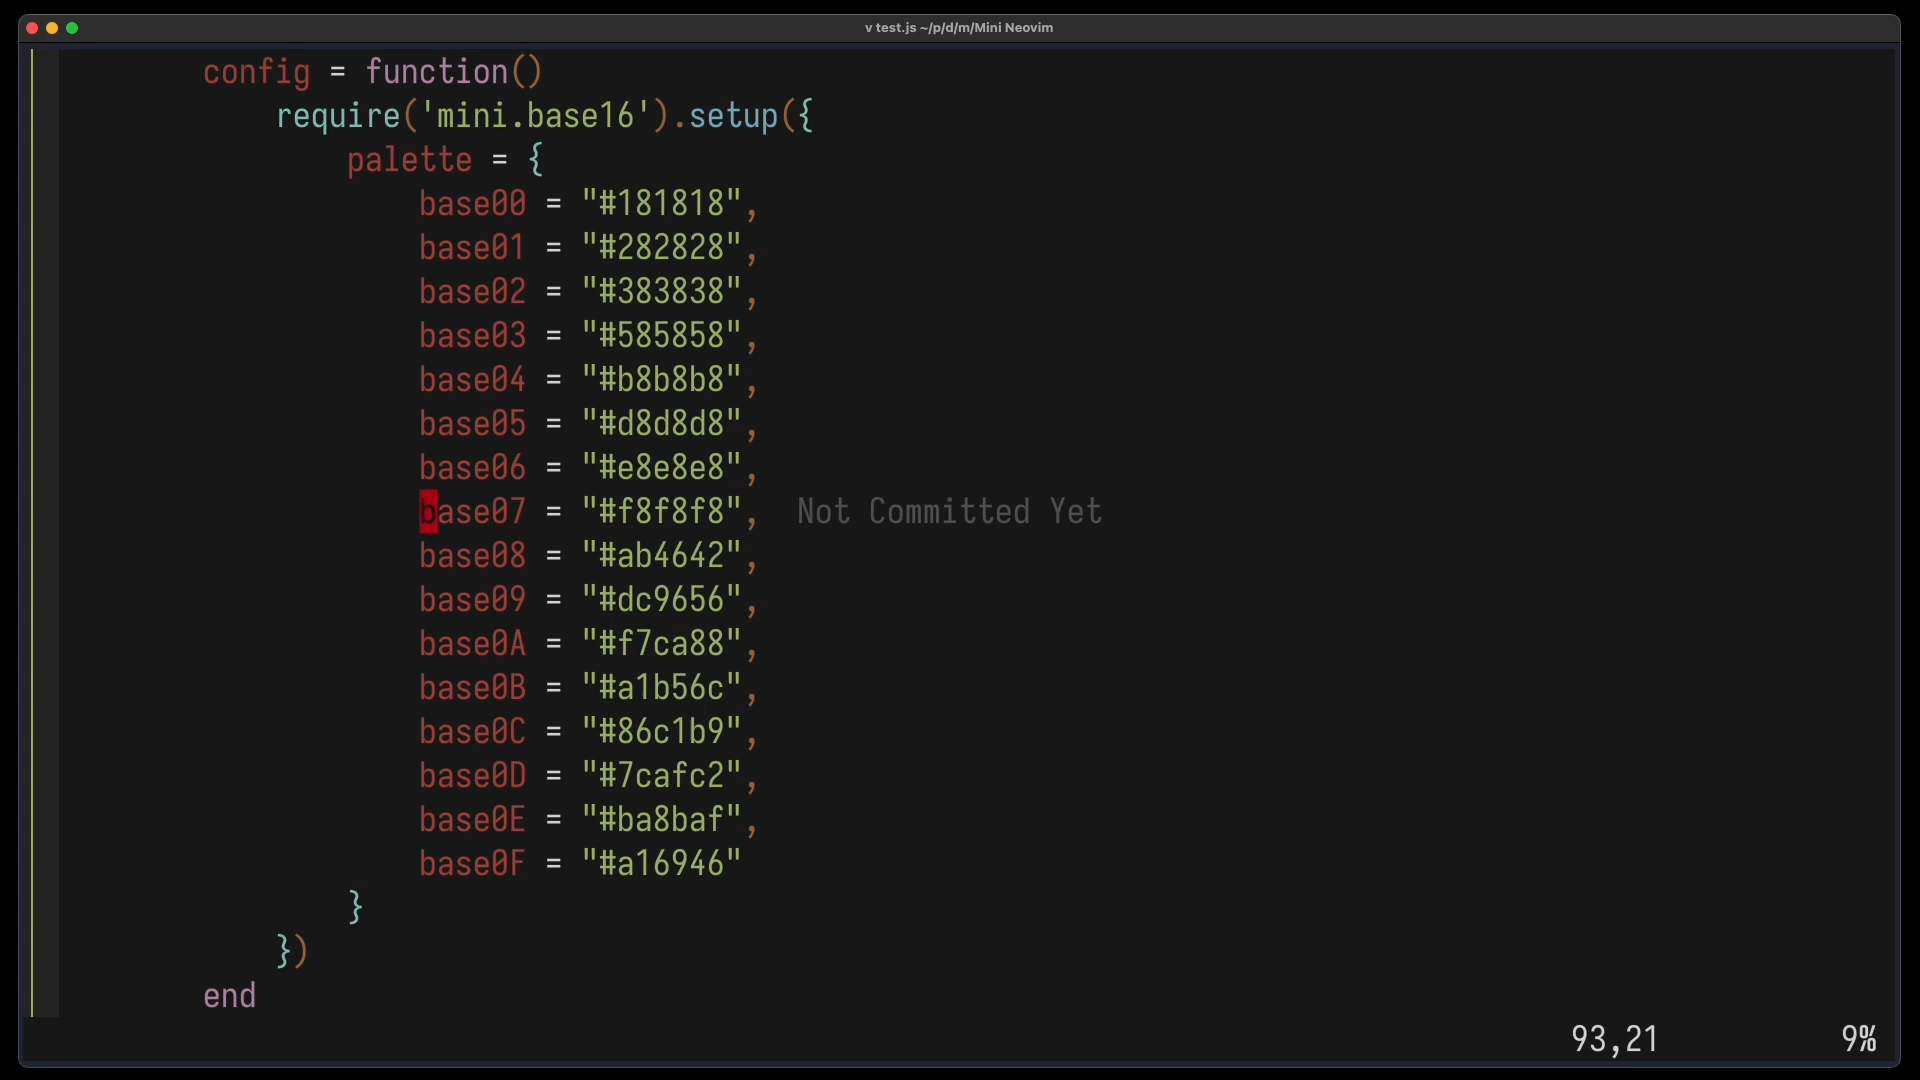 v test.js ~/p/d/m/Mini Neovim
config = function()
require('mini.base16').setup({
palette = {
base00 = "#181818",
base01 = "#282828",
base02 = "#383838",
base03 = "#585858",
base04 = "#b8b8b8",
base05 = "#d8d8d8",
base06 = "#e8e8e8",
base07 = "#f8f8f8", Not Committed Yet
base08 = "#ab4642",
base09 = "#dc9656",
base0A = "#f7ca88",
base0B = "#a1b56c",
base0C = "#86c1b9",
base0D = "#7cafc2",
base0E = "#ba8baf",
base0F = "#a16946"
}
})
end
93,21 9%